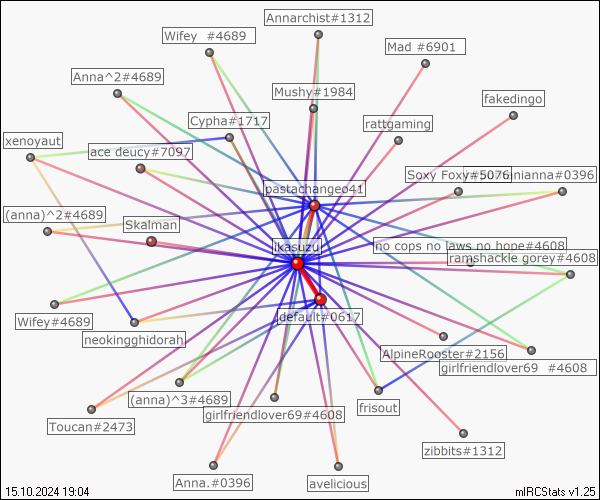 Annarchist#1312
Wifey  #4689
Mad #6901
Anna^2#4689
Mushy#1984
fakedingo
Cypha#1717
rattgaming
xenoyaut
ace deucy#7097
Soxy Foxy#5076
anna#0396
pastachangeo41
(anna)^2#4689
Skalman
ikasuzu
no cops no laws no hope#4608
ramshackle gorey#4608
Wifey#4689
default#0617
neokingghidorah
AlpineRooster#2156
girlfriendlover69  #4608
(anna)^3#4689
frisout
girlfriendlover69#4608
Toucan#2473
zibbits#1312
Anna.#0396
avelicious
15.10.2024 19:04
mIRCStats v1.25